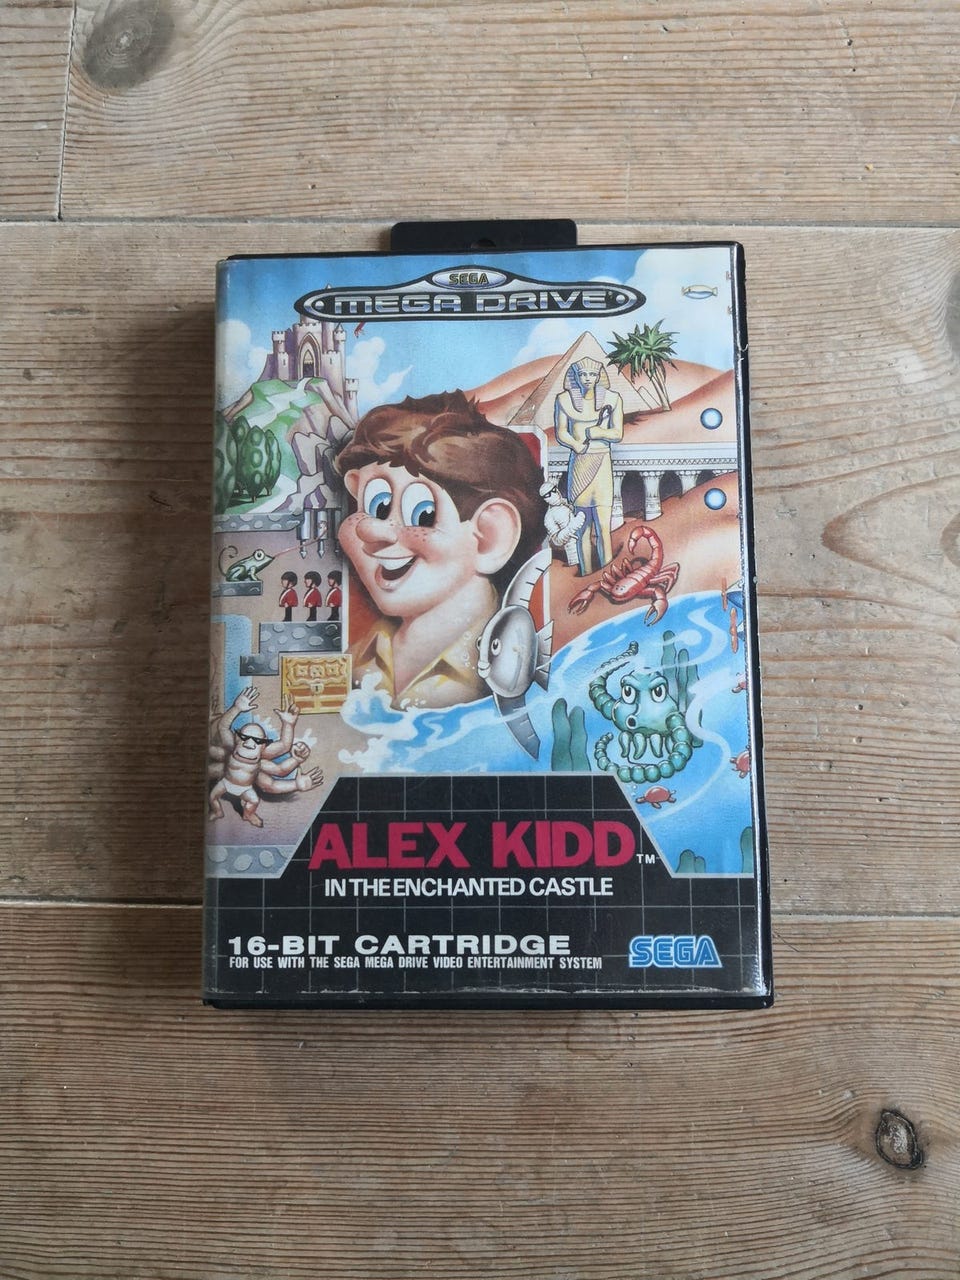 SEGA
MEGA DRIVE
ALEX KIDD TM
IN THE ENCHANTED CASTLE
16-BIT CARTRIDGE
FOR USE WITH THE SEGA MEGA DRIVE VIDEO ENTERTAINMENT SYSTEM
SEGA